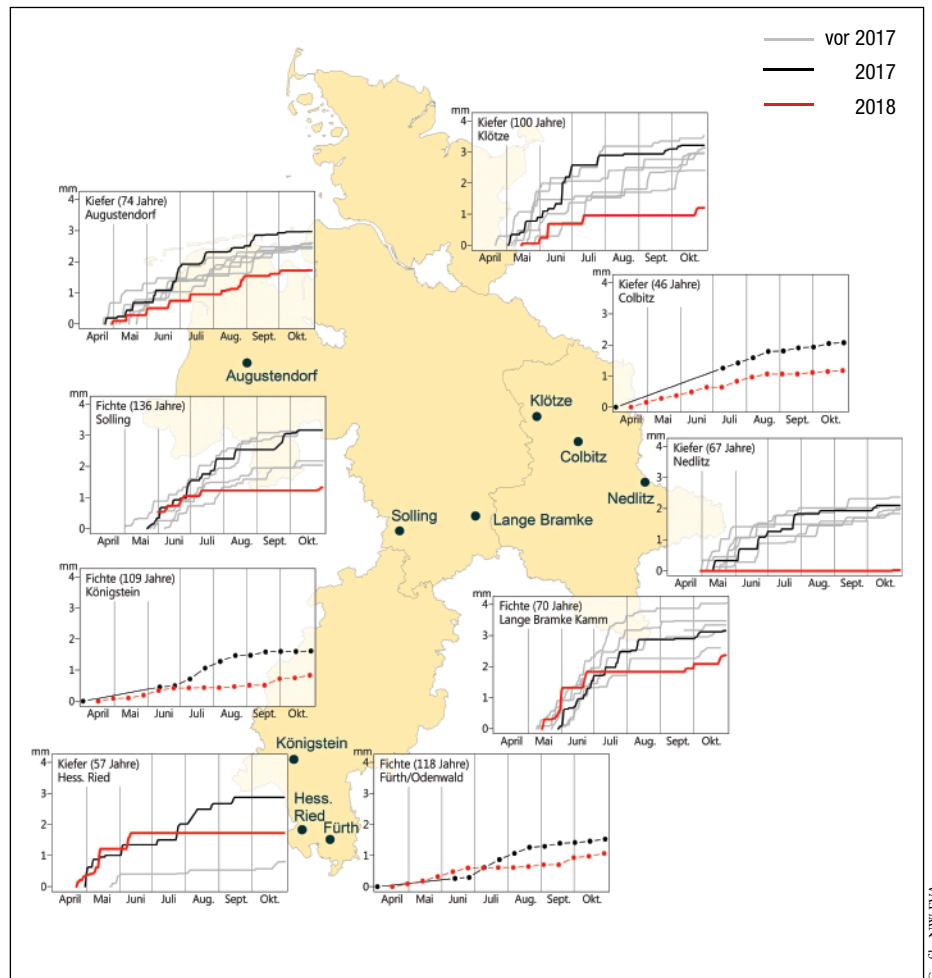 vor 2017
2017
2018
mm
4
3
2
1
0
Kiefer (100 Jahre)
Klötze
April Mai Juni Juli Aug. Sept. Okt.
mm
4
3
2
1
0
Kiefer (74 Jahre)
Augustendorf
April Mai Juni Juli Aug. Sept. Okt.
mm
4
3
2
1
0
Kiefer (46 Jahre)
Colbitz
April Mai Juni Juli Aug. Sept. Okt.
mm
4
3
2
1
0
Fichte (136 Jahre)
Solling
April Mai Juni Juli Aug. Sept. Okt.
mm
4
3
2
1
0
Kiefer (67 Jahre)
Nedlitz
April Mai Juni Juli Aug. Sept. Okt.
mm
4
3
2
1
0
Fichte (109 Jahre)
Königstein
April Mai Juni Juli Aug. Sept. Okt.
mm
4
3
2
1
0
Fichte (70 Jahre)
Lange Bramke Kamm
April Mai Juni Juli Aug. Sept. Okt.
mm
4
3
2
1
0
Kiefer (57 Jahre)
Hess. Ried
April Mai Juni Juli Aug. Sept. Okt.
mm
4
3
2
1
0
Fichte (118 Jahre)
Fürth/Odenwald
April Mai Juni Juli Aug. Sept. Okt.
Augustendorf
Klötze
Colbitz
Nedlitz
Solling
Lange Bramke
Königstein
Hess.
Ried
Fürth